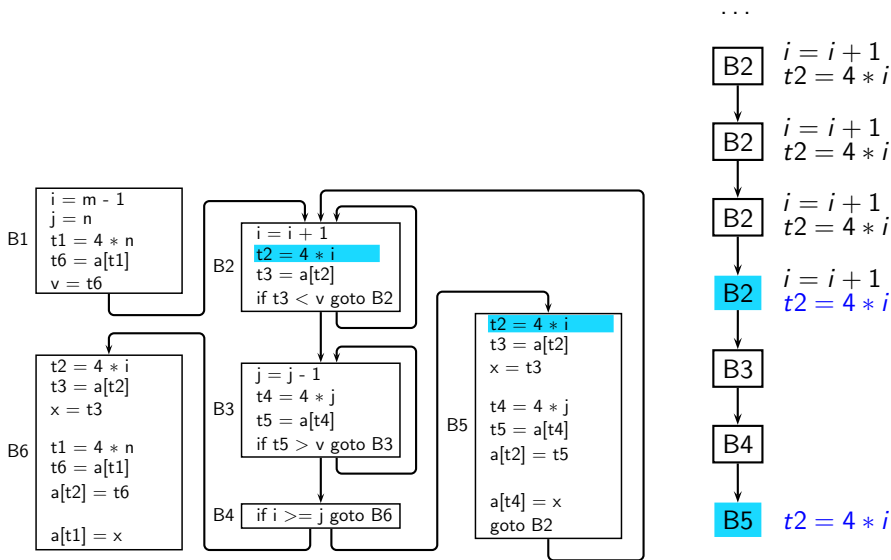 B1
i = m - 1
j = n
t1 = 4 * n
t6 = a[t1]
v = t6
B2
i = i + 1
t2 = 4 * i
t3 = a[t2]
if t3 < v goto B2
B6
t2 = 4 * i
t3 = a[t2]
x = t3
t1 = 4 * n
t6 = a[t1]
a[t2] = t6
a[t1] = x
B3
j = j - 1
t4 = 4 * j
t5 = a[t4]
if t5 > v goto B3
B4
if i >= j goto B6
B5
t2 = 4 * i
t3 = a[t2]
x = t3
t4 = 4 * j
t5 = a[t4]
a[t2] = t5
a[t4] = x
goto B2
. . .
B2
i = i + 1
t2 = 4 * i
B2
i = i + 1
t2 = 4 * i
B2
i = i + 1
t2 = 4 * i
B2
i = i + 1
t2 = 4 * i
B3
B4
B5
t2 = 4 * i